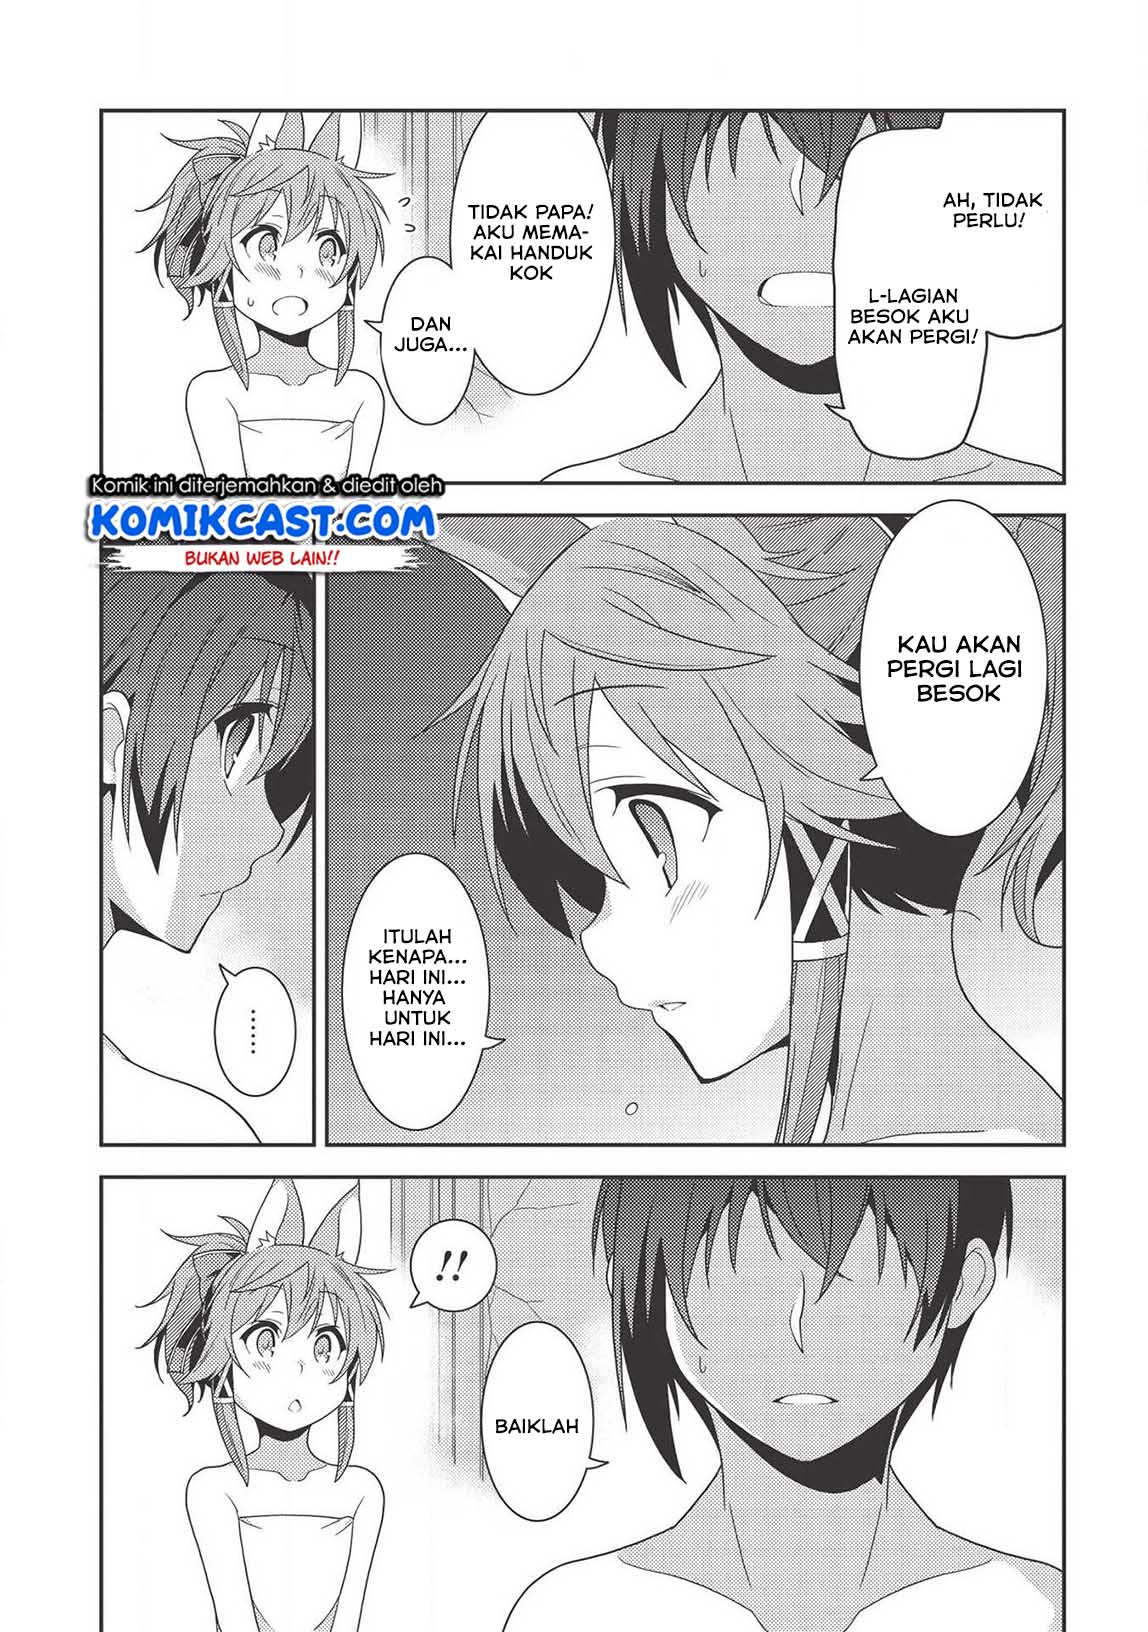 AH, TIDAK
PERLU!
L-LAGIAN
BESOK AKU
AKAN PERGI!
TIDAK PAPA!
AKU MEMA-
KAI HANDUK
KOK
DAN
JUGA...
Komik ini diterjemahkan & diedit oleh
KOMIKCAST.COM
BUKAN WEB LAIN!!
KAU AKAN
PERGI LAGI
BESOK
ITULAH
KENAPA...
HARI INI...
HANYA
UNTUK
HARI INI...
........
!!
BAIKLAH